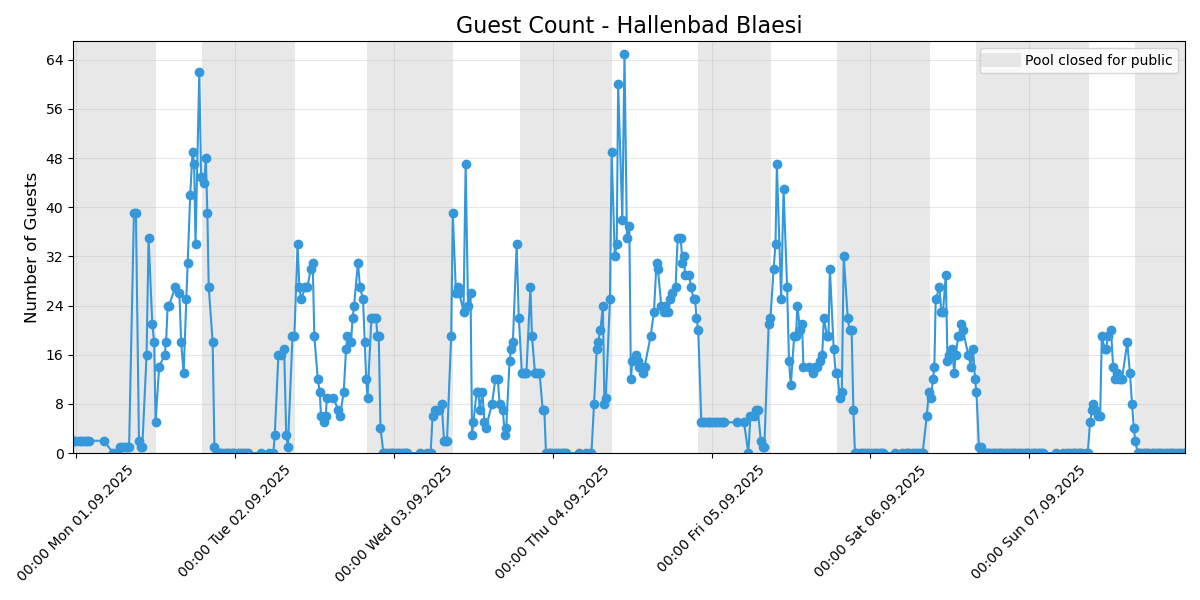 Guest Count - Hallenbad Blaesi
Pool closed for public
Number of Guests
64
56
48
40
32
24
16
8
0
00:00 Mon 01.09.2025
00:00 Tue 02.09.2025
00:00 Wed 03.09.2025
00:00 Thu 04.09.2025
00:00 Fri 05.09.2025
00:00 Sat 06.09.2025
00:00 Sun 07.09.2025